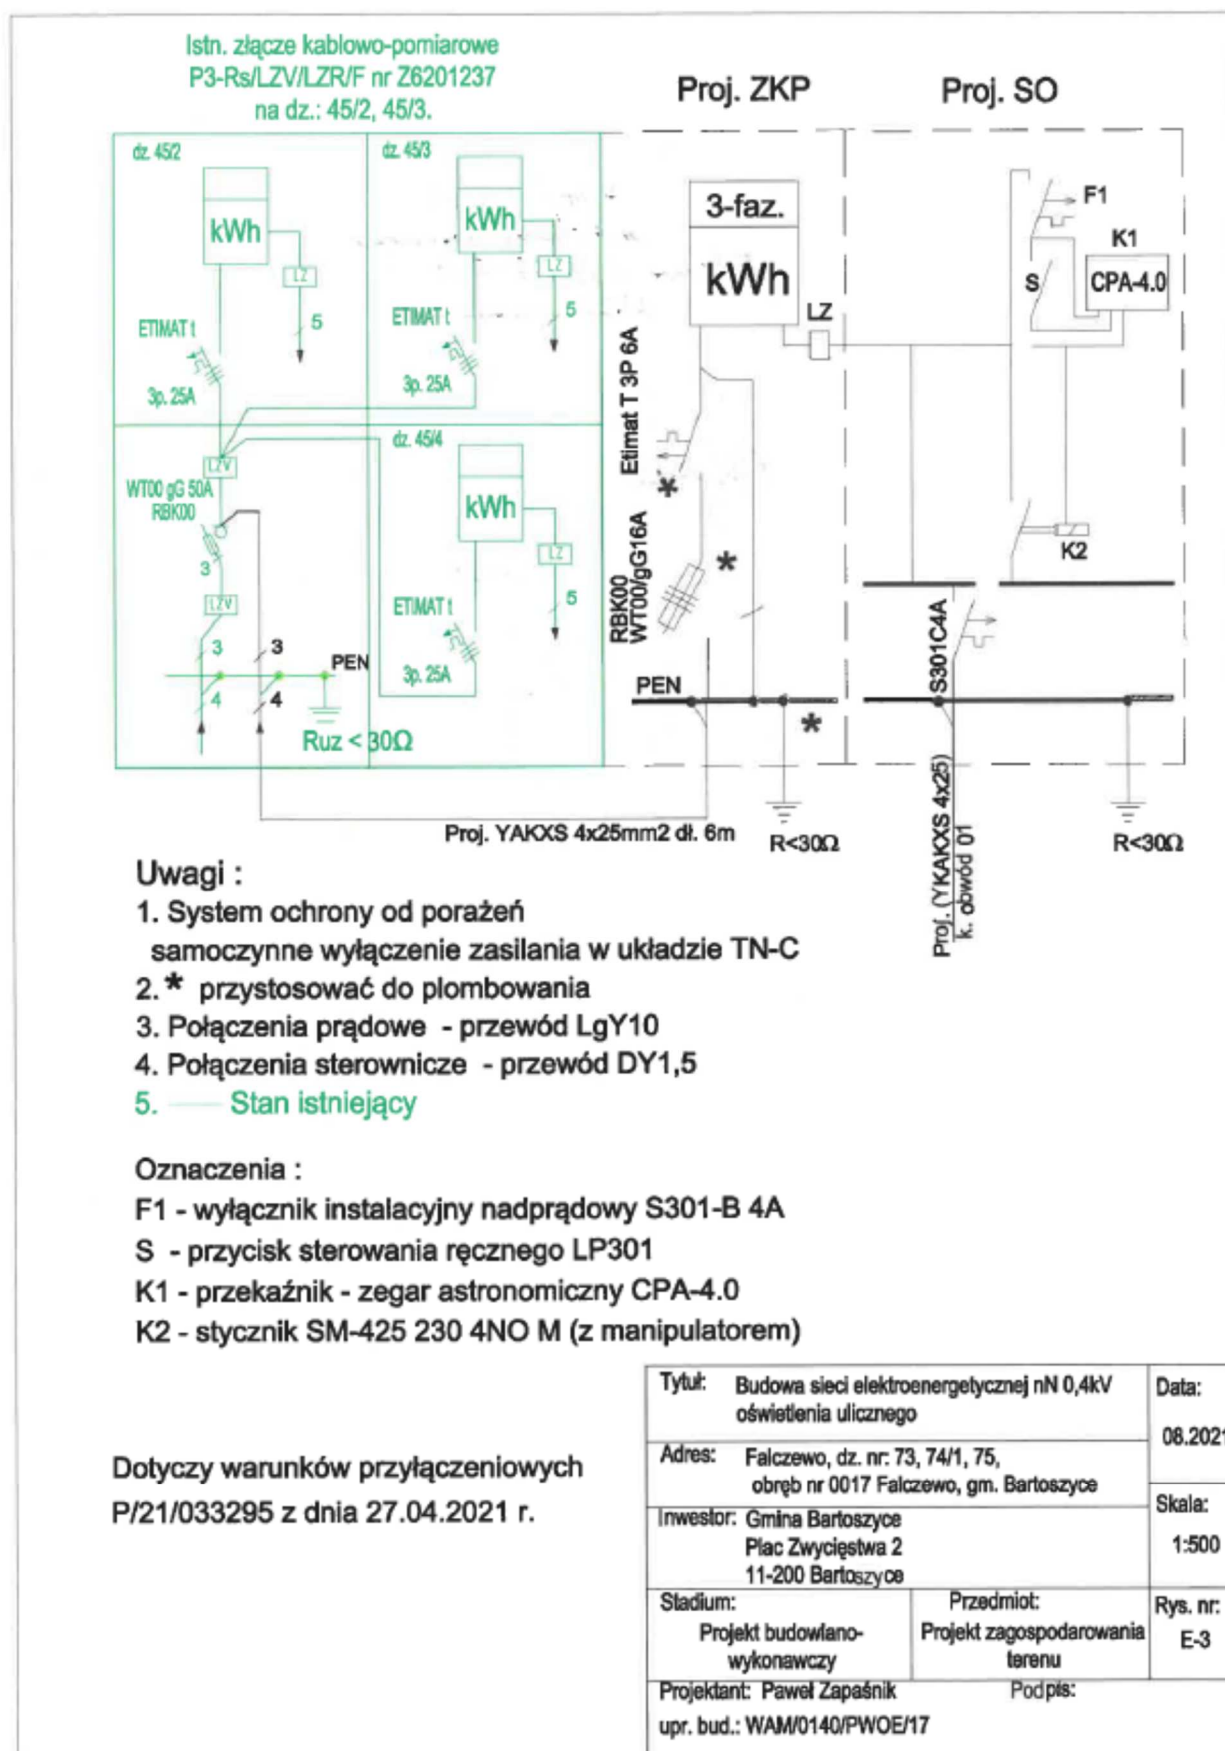 Istn. złącze kablowo-pomiarowe
P3-Rs/LZV/LZR/F nr Z6201237
na dz.: 45/2, 45/3.
Proj. ZKP
Proj. SO
dz. 45/2
kWh
LZ
5
ETIMAT t
3p. 25A
dz. 45/3
kWh
LZ
5
ETIMAT t
3p. 25A
LZV
WT00 gG 50A
RBK00
3
LZV
3
3
PEN
4
4
Ruz < 30Ω
dz. 45/4
kWh
LZ
5
ETIMAT t
3p. 25A
3-faz.
kWh
LZ
Etimat T 3P 6A
*
RBK00
WT00/gG16A
*
PEN
*
R<30Ω
F1
K1
S
CPA-4.0
K2
S301C4A
R<30Ω
Proj. (YKAKXS 4x25)
k. obwód 01
Proj. YAKXS 4x25mm2 dł. 6m
Uwagi :
1. System ochrony od porażeń
samoczynne wyłączenie zasilania w układzie TN-C
2. * przystosować do plombowania
3. Połączenia prądowe - przewód LgY10
4. Połączenia sterownicze - przewód DY1,5
5. Stan istniejący
Oznaczenia :
F1 - wyłącznik instalacyjny nadprądowy S301-B 4A
S - przycisk sterowania ręcznego LP301
K1 - przekaźnik - zegar astronomiczny CPA-4.0
K2 - stycznik SM-425 230 4NO M (z manipulatorem)
Dotyczy warunków przyłączeniowych
P/21/033295 z dnia 27.04.2021 r.
Tytuł: Budowa sieci elektroenergetycznej nN 0,4kV
oświetlenia ulicznego
Data:
08.2021
Adres: Falczewo, dz. nr: 73, 74/1, 75,
obręb nr 0017 Falczewo, gm. Bartoszyce
Skala:
1:500
Inwestor: Gmina Bartoszyce
Plac Zwycięstwa 2
11-200 Bartoszyce
Stadium:
Projekt budowlano-
wykonawczy
Przedmiot:
Projekt zagospodarowania
terenu
Rys. nr:
E-3
Projektant: Paweł Zapaśnik
Podpis:
upr. bud.: WAM/0140/PWOE/17